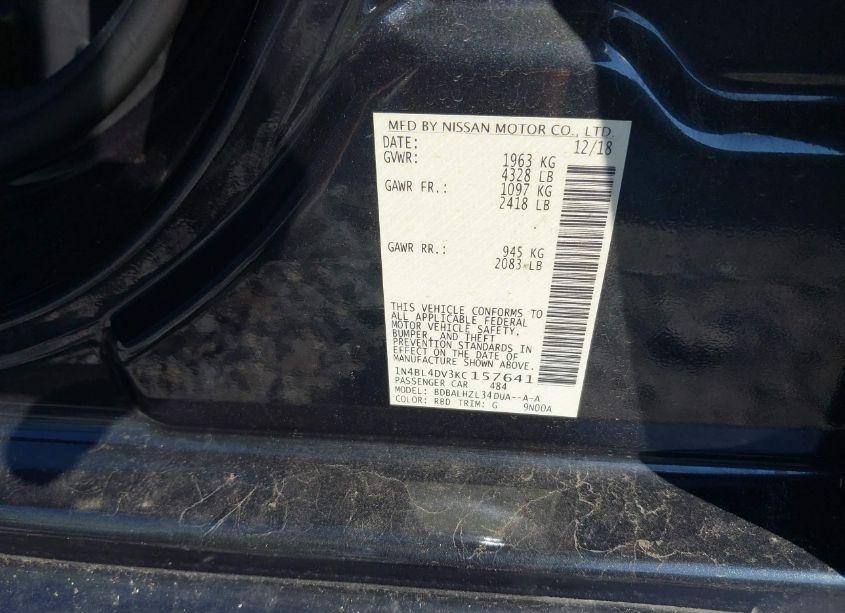 MFD BY NISSAN MOTOR CO., LTD.
DATE: 12/18
GVWR: 1963 KG
4328 LB
GAWR FR.: 1097 KG
2418 LB
GAWR RR.: 945 KG
2083 LB
THIS VEHICLE CONFORMS TO
ALL APPLICABLE FEDERAL
MOTOR VEHICLE SAFETY,
BUMPER, AND THEFT
PREVENTION STANDARDS IN
EFFECT ON THE DATE OF
MANUFACTURE SHOWN ABOVE.
1N4BL4DV3KC157641
PASSENGER CAR 484
MODEL: BDBALHZL34DUA--A-A
COLOR: RBD TRIM: G 9N00A